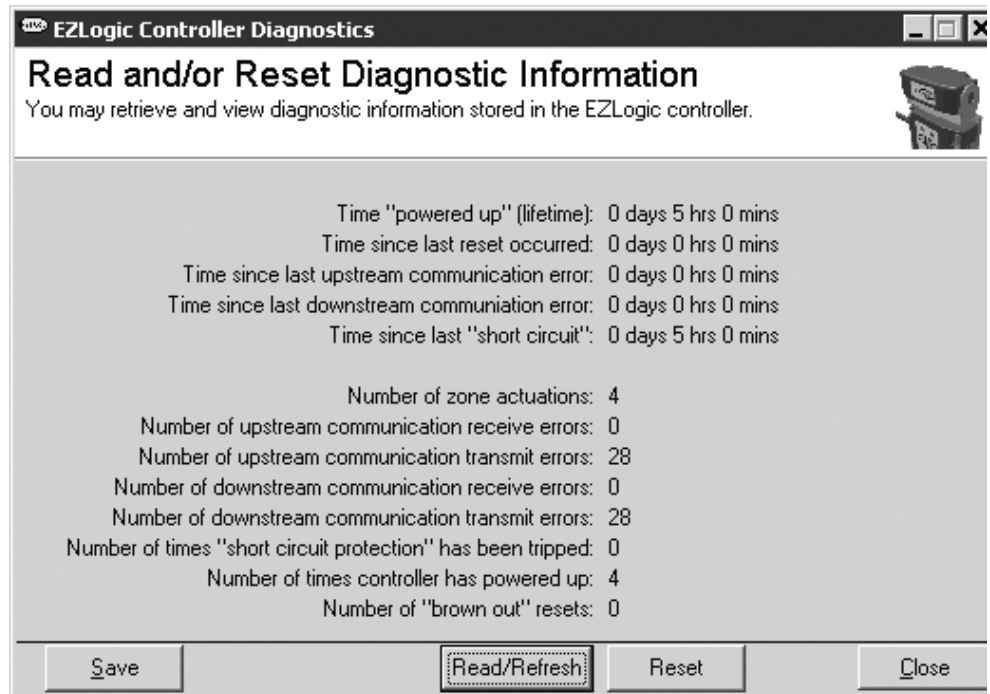 EZLogic Controller Diagnostics
Read and/or Reset Diagnostic Information
You may retrieve and view diagnostic information stored in the EZLogic controller.
Time "powered up" (lifetime): 0 days 5 hrs 0 mins
Time since last reset occurred: 0 days 0 hrs 0 mins
Time since last upstream communication error: 0 days 0 hrs 0 mins
Time since last downstream communiation error: 0 days 0 hrs 0 mins
Time since last "short circuit": 0 days 5 hrs 0 mins
Number of zone actuations: 4
Number of upstream communication receive errors: 0
Number of upstream communication transmit errors: 28
Number of downstream communication receive errors: 0
Number of downstream communication transmit errors: 28
Number of times "short circuit protection" has been tripped: 0
Number of times controller has powered up: 4
Number of "brown out" resets: 0
Save Read/Refresh Reset Close